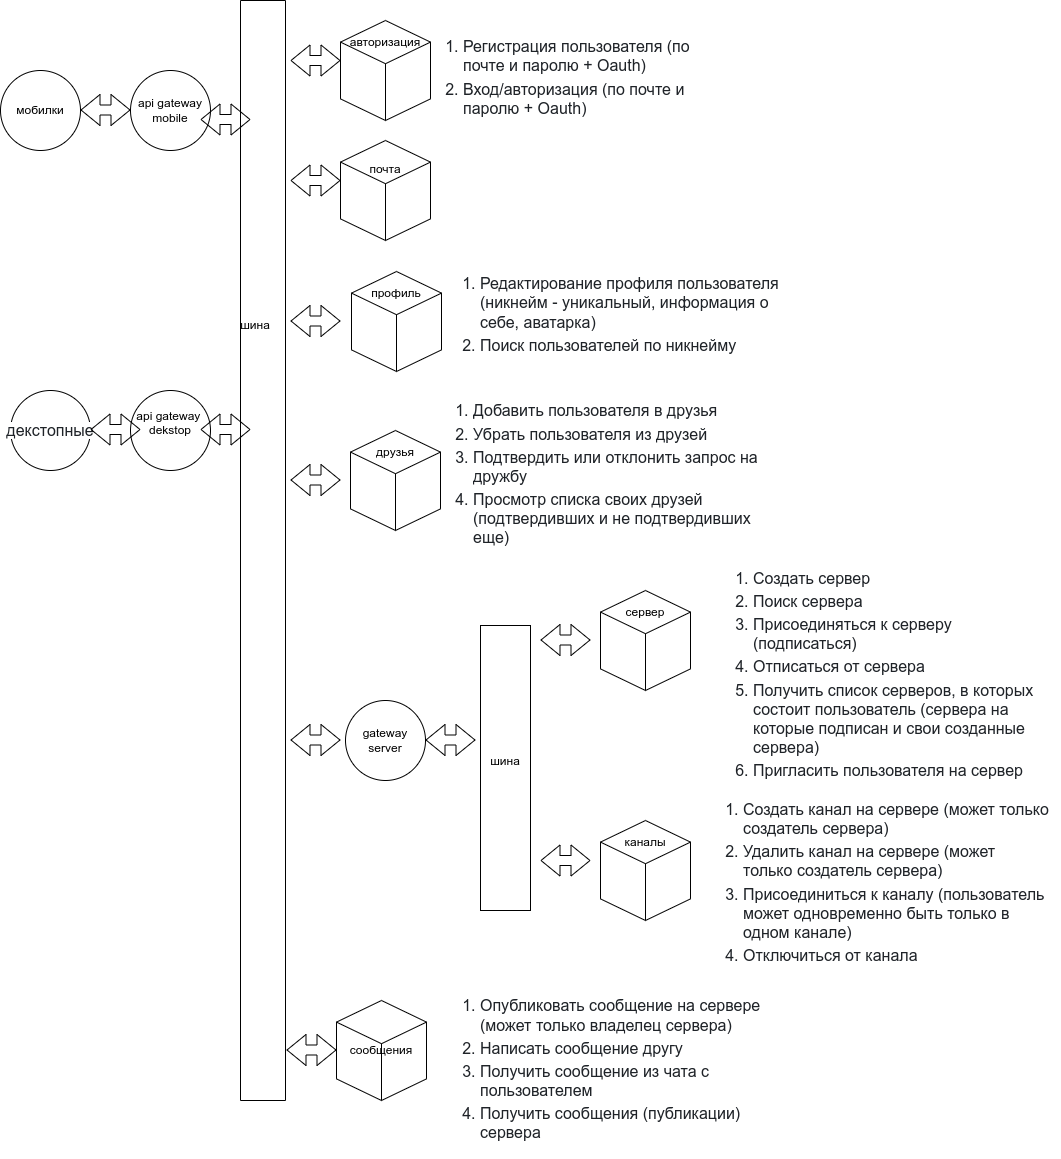 авторизация
1. Регистрация пользователя (по
почте и паролю + Oauth)
2. Вход/авторизация (по почте и
паролю + Oauth)
мобилки
api gateway
mobile
почта
профиль
1. Редактирование профиля пользователя
(никнейм - уникальный, информация о
себе, аватарка)
2. Поиск пользователей по никнейму
шина
декстопные
api gateway
dekstop
друзья
1. Добавить пользователя в друзья
2. Убрать пользователя из друзей
3. Подтвердить или отклонить запрос на
дружбу
4. Просмотр списка своих друзей
(подтвердивших и не подтвердивших
еще)
сервер
1. Создать сервер
2. Поиск сервера
3. Присоединяться к серверу
(подписаться)
4. Отписаться от сервера
5. Получить список серверов, в которых
состоит пользователь (сервера на
которые подписан и свои созданные
сервера)
6. Пригласить пользователя на сервер
gateway
server
шина
каналы
1. Создать канал на сервере (может только
создатель сервера)
2. Удалить канал на сервере (может
только создатель сервера)
3. Присоединиться к каналу (пользователь
может одновременно быть только в
одном канале)
4. Отключиться от канала
сообщения
1. Опубликовать сообщение на сервере
(может только владелец сервера)
2. Написать сообщение другу
3. Получить сообщение из чата с
пользователем
4. Получить сообщения (публикации)
сервера